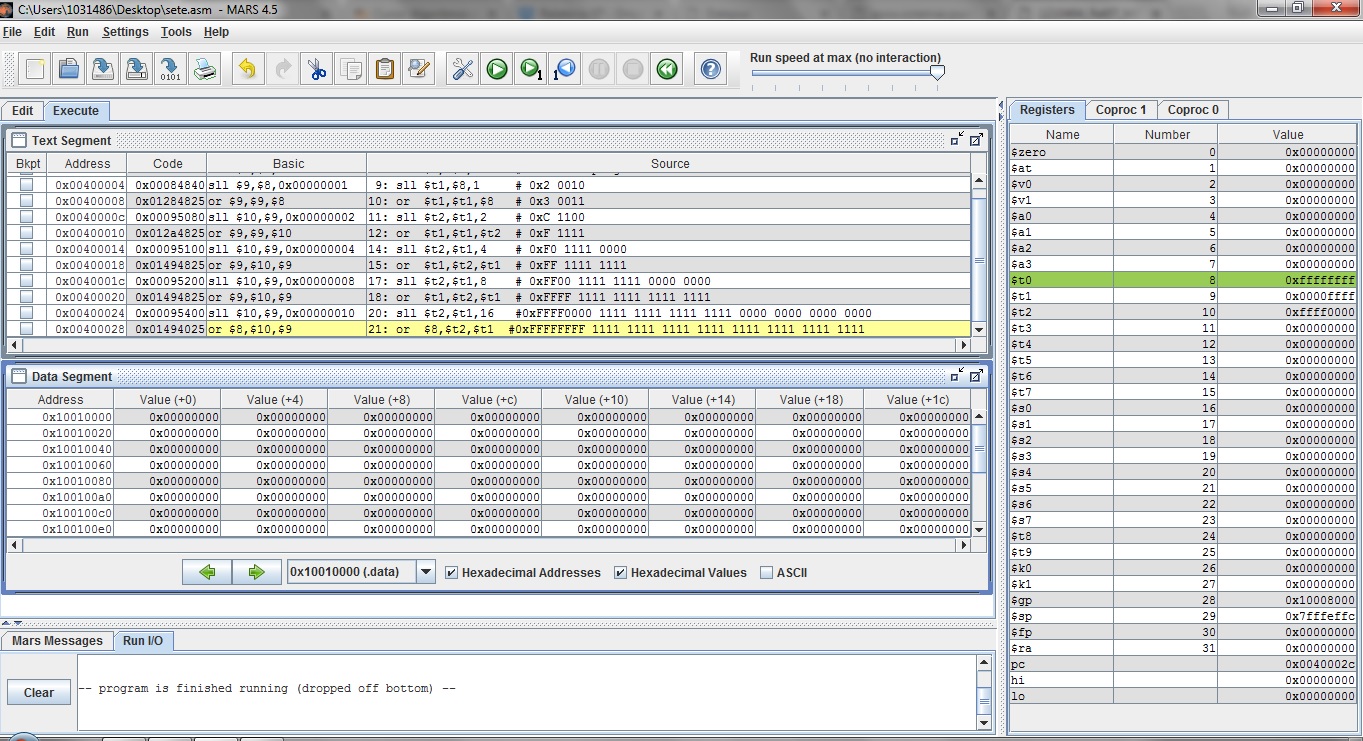 C:\Users\1031486\Desktop\sete.asm - MARS 4.5
File Edit Run Settings Tools Help
Run speed at max (no interaction)
Edit Execute
Text Segment
Bkpt Address Code Basic Source
0x00400004 0x00084840 sll $9,$8,0x00000001 9: sll $t1,$8,1 # 0x2 0010
0x00400008 0x01284825 or $9,$9,$8 10: or $t1,$t1,$8 # 0x3 0011
0x0040000c 0x00095080 sll $10,$9,0x00000002 11: sll $t2,$t1,2 # 0xC 1100
0x00400010 0x012a4825 or $9,$9,$10 12: or $t1,$t1,$t2 # 0xF 1111
0x00400014 0x00095100 sll $10,$9,0x00000004 14: sll $t2,$t1,4 # 0xF0 1111 0000
0x00400018 0x01494825 or $9,$10,$9 15: or $t1,$t2,$t1 # 0xFF 1111 1111
0x0040001c 0x00095200 sll $10,$9,0x00000008 17: sll $t2,$t1,8 # 0xFF00 1111 1111 0000 0000
0x00400020 0x01494825 or $9,$10,$9 18: or $t1,$t2,$t1 # 0xFFFF 1111 1111 1111 1111
0x00400024 0x00095400 sll $10,$9,0x00000010 20: sll $t2,$t1,16 #0xFFFF0000 1111 1111 1111 1111 0000 0000 0000 0000
0x00400028 0x01494025 or $8,$10,$9 21: or $8,$t2,$t1 #0xFFFFFFFF 1111 1111 1111 1111 1111 1111 1111 1111
Data Segment
Address Value (+0) Value (+4) Value (+8) Value (+c) Value (+10) Value (+14) Value (+18) Value (+1c)
0x10010000 0x00000000 0x00000000 0x00000000 0x00000000 0x00000000 0x00000000 0x00000000 0x00000000
0x10010020 0x00000000 0x00000000 0x00000000 0x00000000 0x00000000 0x00000000 0x00000000 0x00000000
0x10010040 0x00000000 0x00000000 0x00000000 0x00000000 0x00000000 0x00000000 0x00000000 0x00000000
0x10010060 0x00000000 0x00000000 0x00000000 0x00000000 0x00000000 0x00000000 0x00000000 0x00000000
0x10010080 0x00000000 0x00000000 0x00000000 0x00000000 0x00000000 0x00000000 0x00000000 0x00000000
0x100100a0 0x00000000 0x00000000 0x00000000 0x00000000 0x00000000 0x00000000 0x00000000 0x00000000
0x100100c0 0x00000000 0x00000000 0x00000000 0x00000000 0x00000000 0x00000000 0x00000000 0x00000000
0x100100e0 0x00000000 0x00000000 0x00000000 0x00000000 0x00000000 0x00000000 0x00000000 0x00000000
0x10010000 (.data) Hexadecimal Addresses Hexadecimal Values ASCII
Mars Messages Run I/O
Clear
-- program is finished running (dropped off bottom) --
Registers Coproc 1 Coproc 0
Name Number Value
$zero 0 0x00000000
$at 1 0x00000000
$v0 2 0x00000000
$v1 3 0x00000000
$a0 4 0x00000000
$a1 5 0x00000000
$a2 6 0x00000000
$a3 7 0x00000000
$t0 8 0xffffffff
$t1 9 0x0000ffff
$t2 10 0xffff0000
$t3 11 0x00000000
$t4 12 0x00000000
$t5 13 0x00000000
$t6 14 0x00000000
$t7 15 0x00000000
$s0 16 0x00000000
$s1 17 0x00000000
$s2 18 0x00000000
$s3 19 0x00000000
$s4 20 0x00000000
$s5 21 0x00000000
$s6 22 0x00000000
$s7 23 0x00000000
$t8 24 0x00000000
$t9 25 0x00000000
$k0 26 0x00000000
$k1 27 0x00000000
$gp 28 0x10008000
$sp 29 0x7fffeffc
$fp 30 0x00000000
$ra 31 0x00000000
pc 0x0040002c
hi 0x00000000
lo 0x00000000